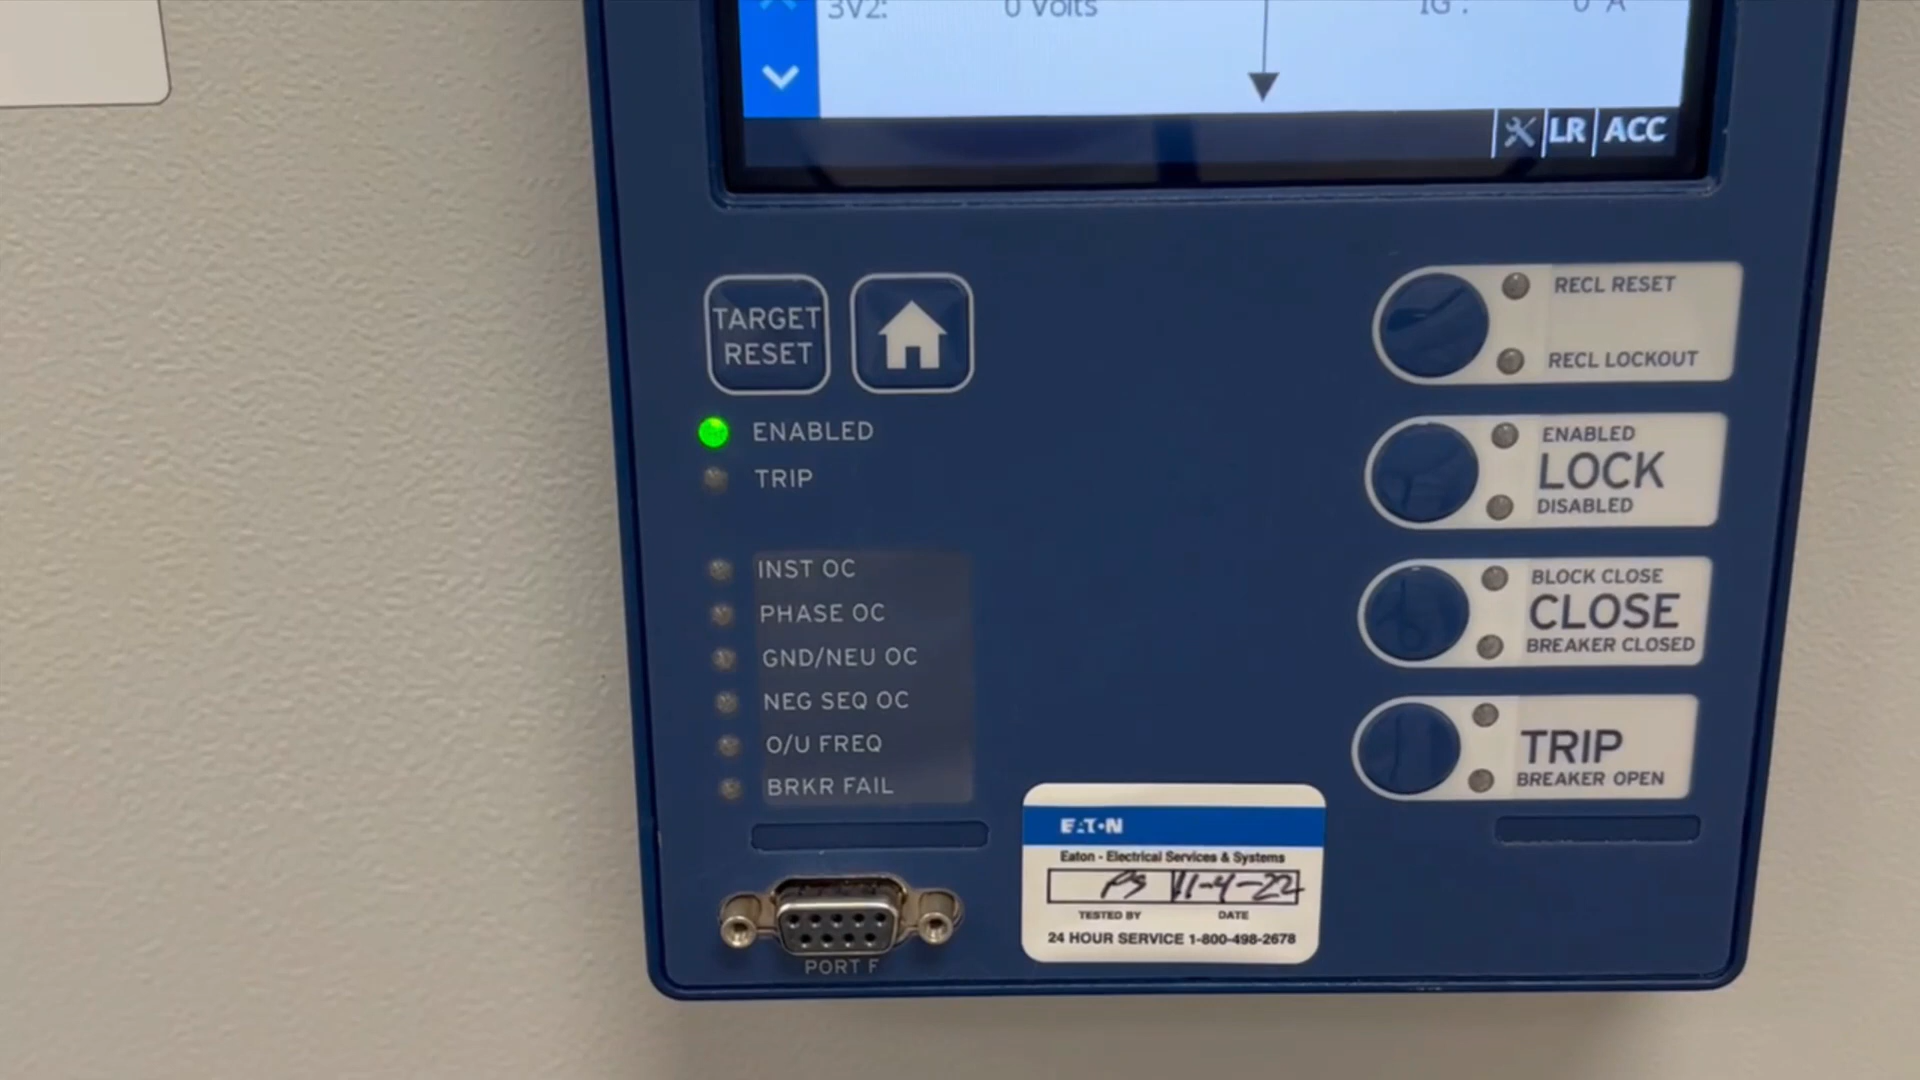 3V2: 0 Volts IG : 0 A
LR ACC
TARGET
RESET
RECL RESET
RECL LOCKOUT
ENABLED
TRIP
ENABLED
LOCK
DISABLED
INST OC
PHASE OC
GND/NEU OC
NEG SEQ OC
O/U FREQ
BRKR FAIL
BLOCK CLOSE
CLOSE
BREAKER CLOSED
TRIP
BREAKER OPEN
PORT F
EATON
Eaton - Electrical Services & Systems
PS 11-4-22
TESTED BY DATE
24 HOUR SERVICE 1-800-498-2678